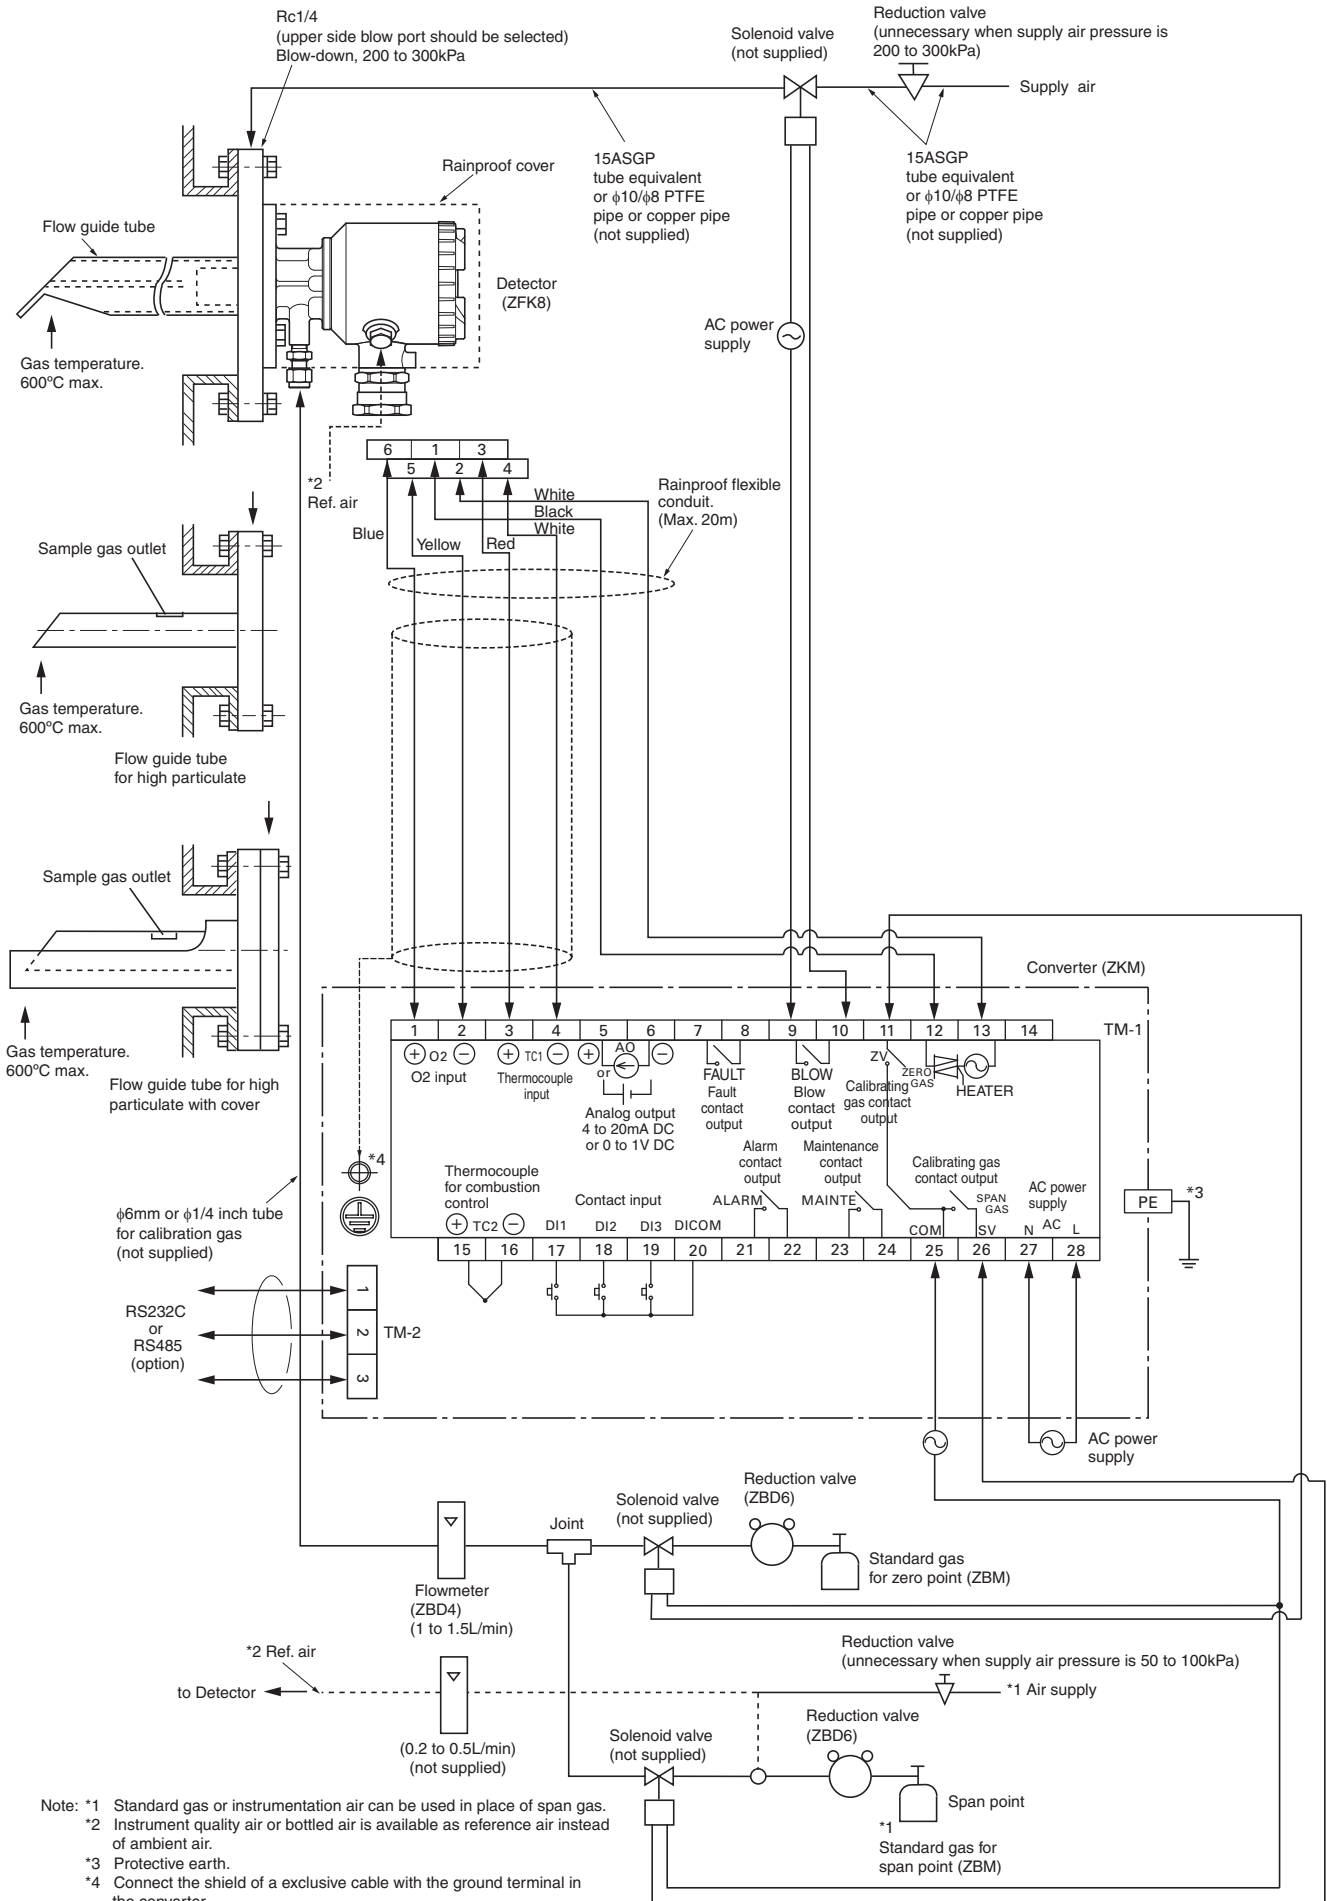 Rc1/4
(upper side blow port should be selected)
Blow-down, 200 to 300kPa
Solenoid valve
(not supplied)
Reduction valve
(unnecessary when supply air pressure is
200 to 300kPa)
Supply air
Rainproof cover
15ASGP
tube equivalent
or ϕ10/ϕ8 PTFE
pipe or copper pipe
(not supplied)
15ASGP
tube equivalent
or ϕ10/ϕ8 PTFE
pipe or copper pipe
(not supplied)
Flow guide tube
Detector
(ZFK8)
AC power
supply
Gas temperature.
600°C max.
6 1 3
5 2 4
*2
Ref. air
Rainproof flexible
conduit.
(Max. 20m)
White
Black
White
Blue
Yellow
Red
Sample gas outlet
Gas temperature.
600°C max.
Flow guide tube
for high particulate
Sample gas outlet
Gas temperature.
600°C max.
Flow guide tube for high
particulate with cover
Converter (ZKM)
1 2 3 4 5 6 7 8 9 10 11 12 13 14
TM-1
+ O2 −
O2 input
+ TC1 −
Thermocouple
input
+ AO −
or
Analog output
4 to 20mA DC
or 0 to 1V DC
FAULT
Fault
contact
output
BLOW
Blow
contact
output
ZV
ZERO
GAS
Calibrating
gas contact
output
HEATER
*4
Thermocouple
for combustion
control
+ TC2 −
Contact input
DI1 DI2 DI3 DICOM
Alarm
contact
output
ALARM
Maintenance
contact
output
MAINTE
Calibrating gas
contact output
SPAN
GAS
COM
SV
AC power
supply
N AC L
PE
*3
15 16 17 18 19 20 21 22 23 24 25 26 27 28
ϕ6mm or ϕ1/4 inch tube
for calibration gas
(not supplied)
RS232C
or
RS485
(option)
1
2
3
TM-2
AC power
supply
Joint
Solenoid valve
(not supplied)
Reduction valve
(ZBD6)
Standard gas
for zero point (ZBM)
Flowmeter
(ZBD4)
(1 to 1.5L/min)
*2 Ref. air
to Detector
(0.2 to 0.5L/min)
(not supplied)
Reduction valve
(unnecessary when supply air pressure is 50 to 100kPa)
*1 Air supply
Solenoid valve
(not supplied)
Reduction valve
(ZBD6)
Span point
*1
Standard gas for
span point (ZBM)
Note: *1 Standard gas or instrumentation air can be used in place of span gas.
*2 Instrument quality air or bottled air is available as reference air instead
of ambient air.
*3 Protective earth.
*4 Connect the shield of a exclusive cable with the ground terminal in